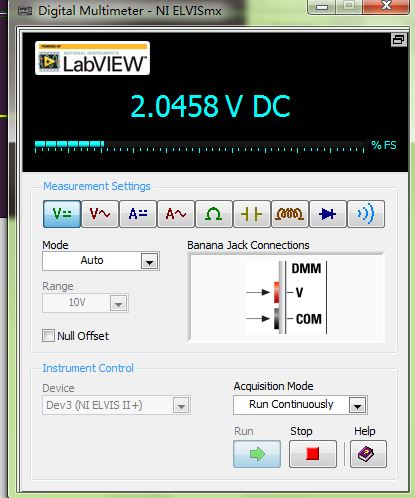 Digital Multimeter - NI ELVISmx
POWERED BY
NATIONAL INSTRUMENTS
LabVIEW™
2.0458 V DC
% FS
Measurement Settings
V V A A
Mode
Auto
Banana Jack Connections
DMM
V
COM
Range
10V
Null Offset
Instrument Control
Device
Dev3 (NI ELVIS II+)
Acquisition Mode
Run Continuously
Run Stop Help